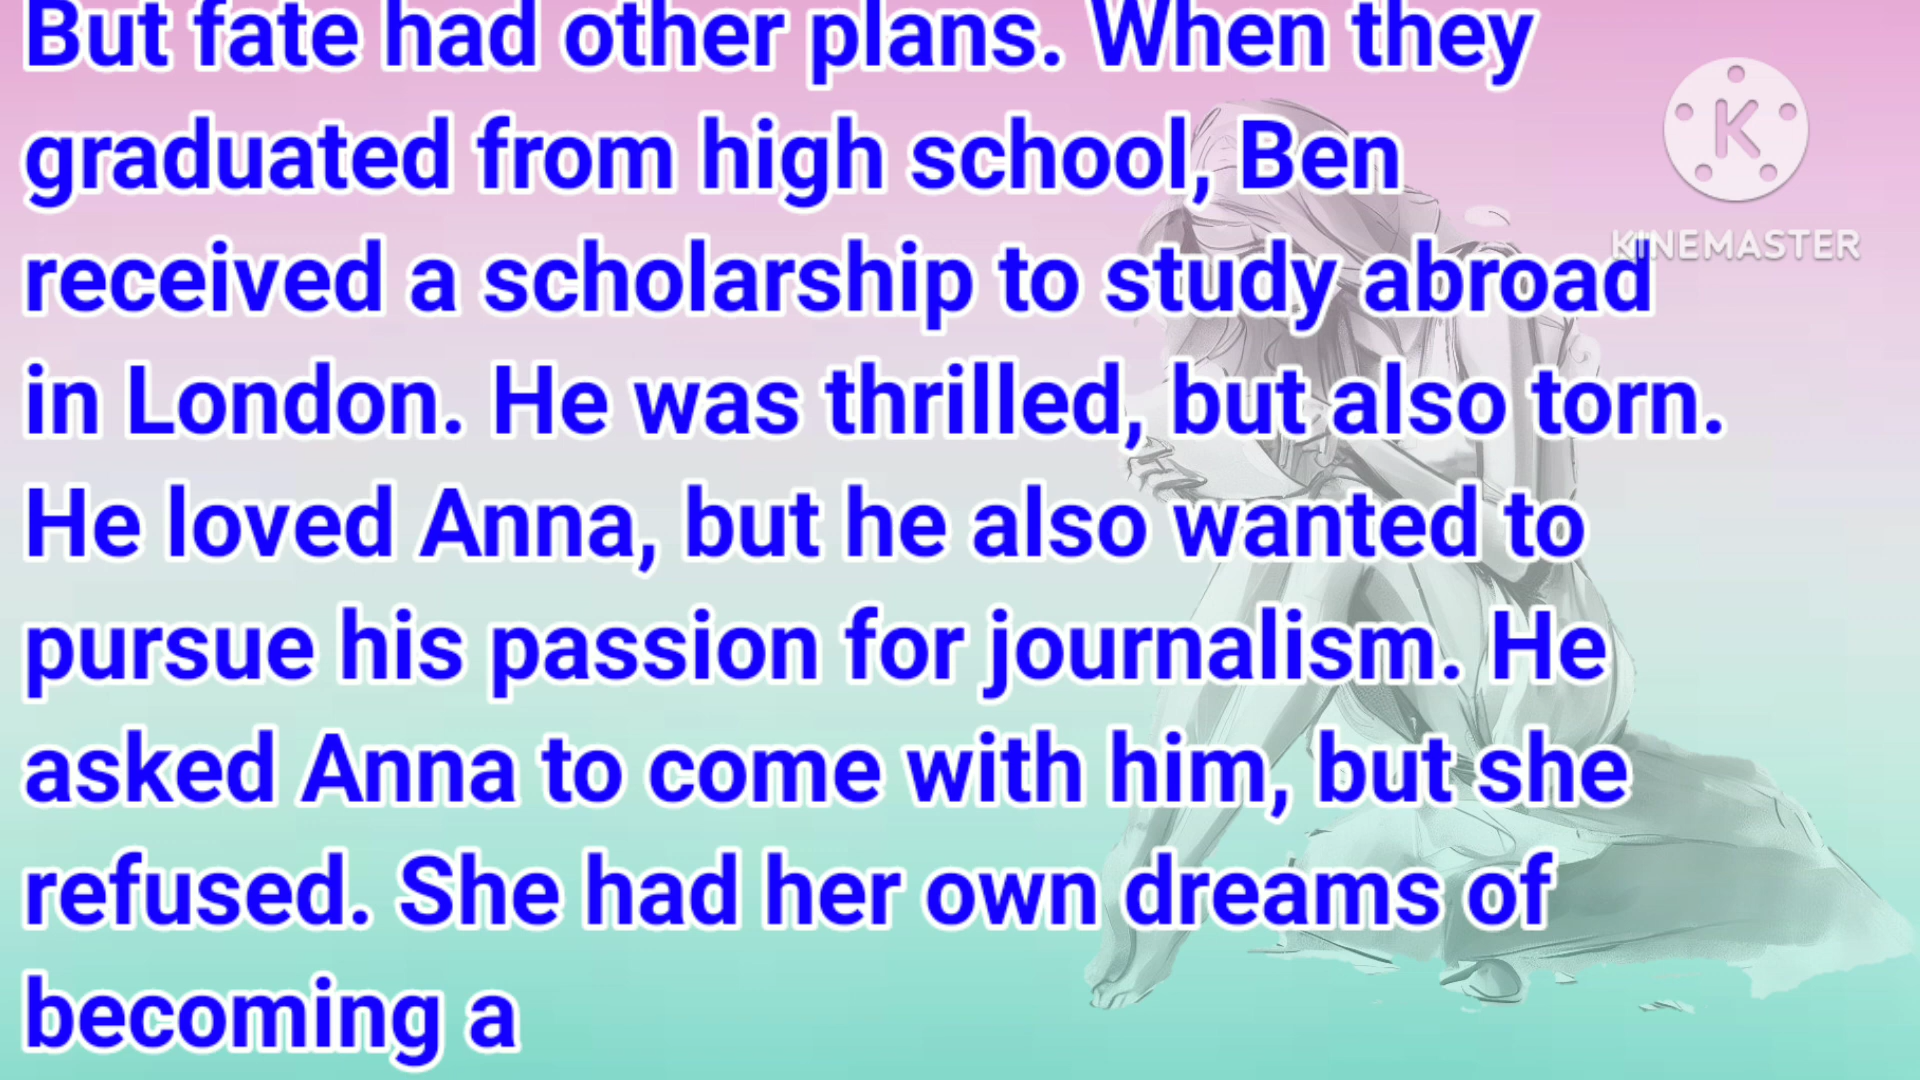 But fate had other plans. When they
graduated from high school, Ben
received a scholarship to study abroad
in London. He was thrilled, but also torn.
He loved Anna, but he also wanted to
pursue his passion for journalism. He
asked Anna to come with him, but she
refused. She had her own dreams of
becoming a
K
KINEMASTER